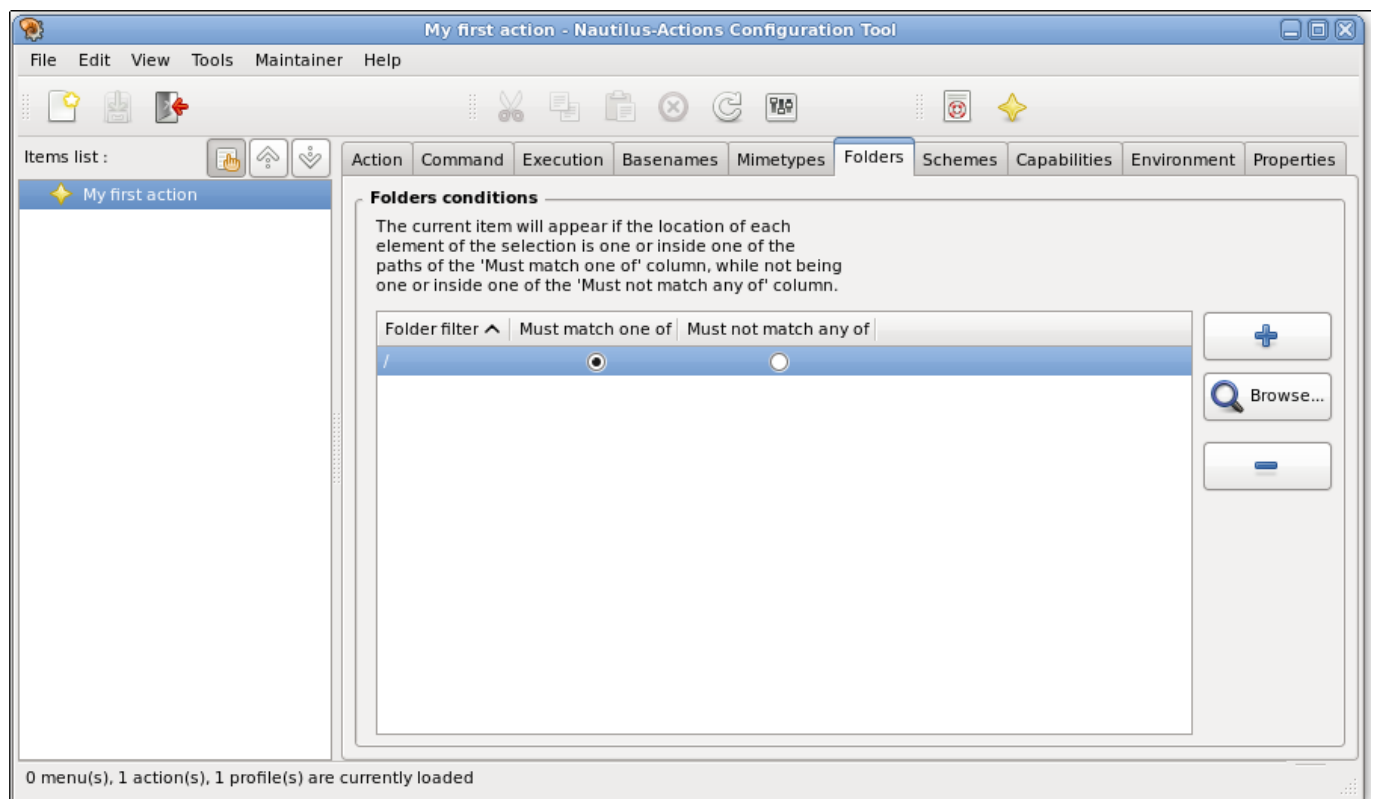 My first action - Nautilus-Actions Configuration Tool
File Edit View Tools Maintainer Help
Items list :
Action Command Execution Basenames Mimetypes Folders Schemes Capabilities Environment Properties
My first action
Folders conditions
The current item will appear if the location of each
element of the selection is one or inside one of the
paths of the 'Must match one of' column, while not being
one or inside one of the 'Must not match any of' column.
Folder filter Must match one of Must not match any of
/
Browse...
0 menu(s), 1 action(s), 1 profile(s) are currently loaded